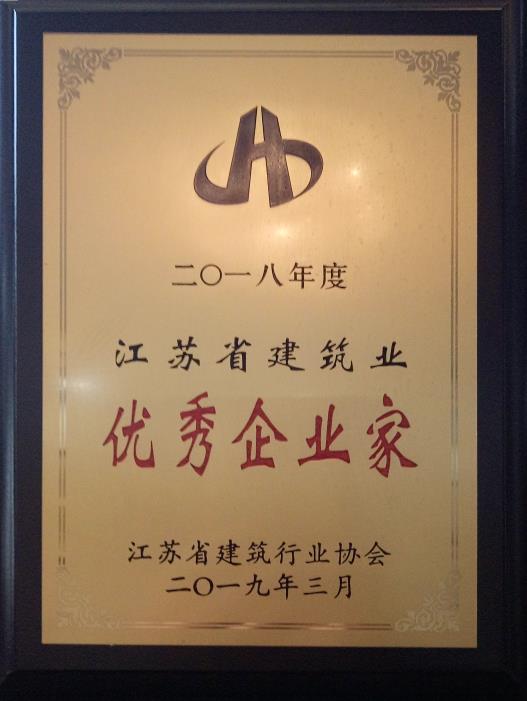 二〇一八年度
江苏省建筑业
优秀企业家
江苏省建筑行业协会
二〇一九年三月